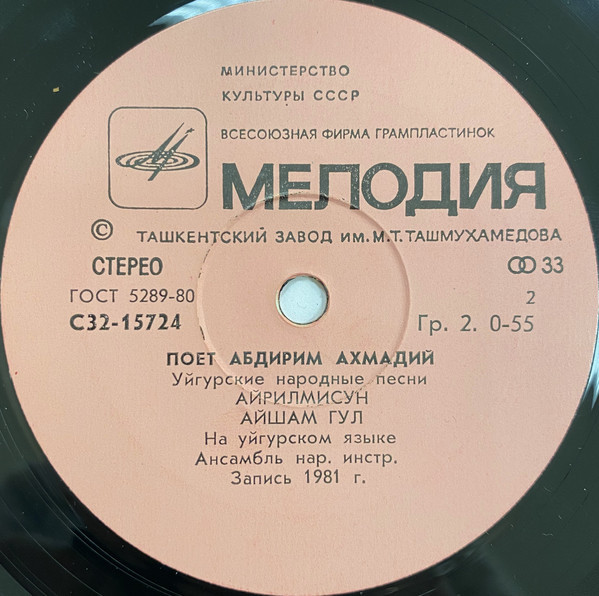 МИНИСТЕРСТВО
КУЛЬТУРЫ СССР
ВСЕСОЮЗНАЯ ФИРМА ГРАМПЛАСТИНОК
МЕЛОДИЯ
© ТАШКЕНТСКИЙ ЗАВОД ИМ. М.Т. ТАШМУХАМЕДОВА
СТЕРЕО 33
ГОСТ 5289-80 2
С32-15724 Гр. 2. 0-55
ПОЕТ АБДИРИМ АХМАДИЙ
Уйгурские народные песни
АЙРИЛМИСУН
АЙШАМ ГУЛ
На уйгурском языке
Ансамбль нар. инстр.
Запись 1981 г.